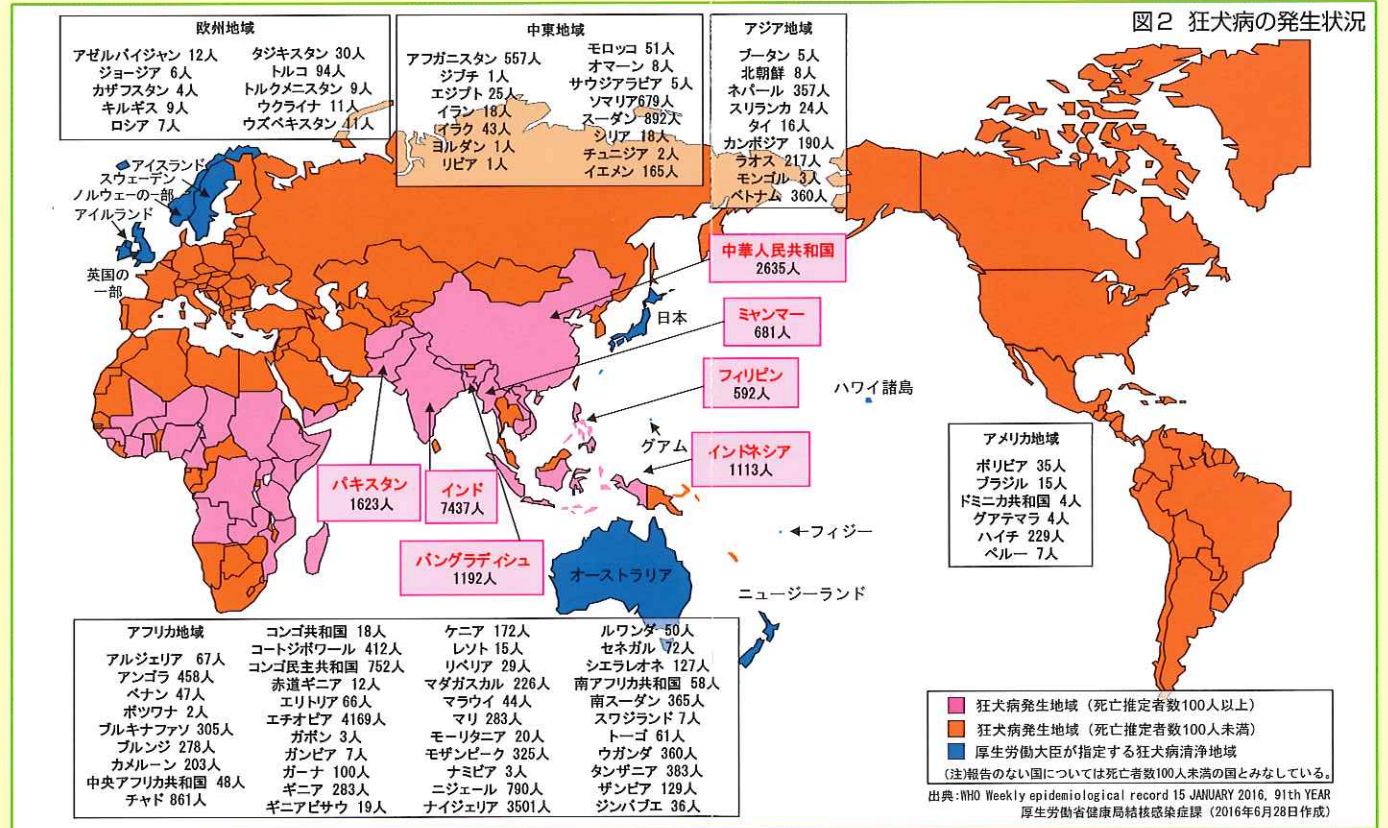 図2 狂犬病の発生状況
欧州地域
アゼルバイジャン 12人
ジョージア 6人
カザフスタン 4人
キルギス 9人
ロシア 7人
タジキスタン 30人
トルコ 94人
トルクメニスタン 9人
ウクライナ 11人
ウズベキスタン 11人
中東地域
アフガニスタン 557人
ジブチ 1人
エジプト 25人
イラン 18人
イラク 43人
ヨルダン 1人
リビア 1人
モロッコ 51人
オマーン 8人
サウジアラビア 5人
ソマリア679人
スーダン 892人
シリア 18人
チュニジア 2人
イエメン 165人
アジア地域
ブータン 5人
北朝鮮 8人
ネパール 357人
スリランカ 24人
タイ 16人
カンボジア 190人
ラオス 217人
モンゴル 3人
ベトナム 360人
アイスランド
スウェーデン
ノルウェーの一部
アイルランド
英国の
一部
中華人民共和国
2635人
日本
ミャンマー
681人
フィリピン
592人
ハワイ諸島
グアム
インドネシア
1113人
パキスタン
1623人
インド
7437人
バングラディシュ
1192人
オーストラリア
フィジー
ニュージーランド
アメリカ地域
ボリビア 35人
ブラジル 15人
ドミニカ共和国 4人
グアテマラ 4人
ハイチ 229人
ペルー 7人
アフリカ地域
アルジェリア 67人
アンゴラ 458人
ベナン 47人
ボツワナ 2人
ブルキナファソ 305人
ブルンジ 278人
カメルーン 203人
中央アフリカ共和国 48人
チャド 861人
コンゴ共和国 18人
コートジボワール 412人
コンゴ民主共和国 752人
赤道ギニア 12人
エリトリア 66人
エチオピア 4169人
ガボン 3人
ガンビア 7人
ガーナ 100人
ギニア 283人
ギニアビサウ 19人
ケニア 172人
レソト 15人
リベリア 29人
マダガスカル 226人
マラウイ 44人
マリ 283人
モーリタニア 20人
モザンビーク 325人
ナミビア 3人
ニジェール 790人
ナイジェリア 3501人
ルワンダ 50人
セネガル 72人
シエラレオネ 127人
南アフリカ共和国 58人
南スーダン 365人
スワジランド 7人
トーゴ 61人
ウガンダ 360人
タンザニア 383人
ザンビア 129人
ジンバブエ 36人
狂犬病発生地域(死亡推定者数100人以上)
狂犬病発生地域(死亡推定者数100人未満)
厚生労働大臣が指定する狂犬病清浄地域
(注)報告のない国については死亡者数100人未満の国とみなしている。
出典:WHO Weekly epidemiological record 15 JANUARY 2016, 91th YEAR
厚生労働省健康局結核感染症課(2016年6月28日作成)